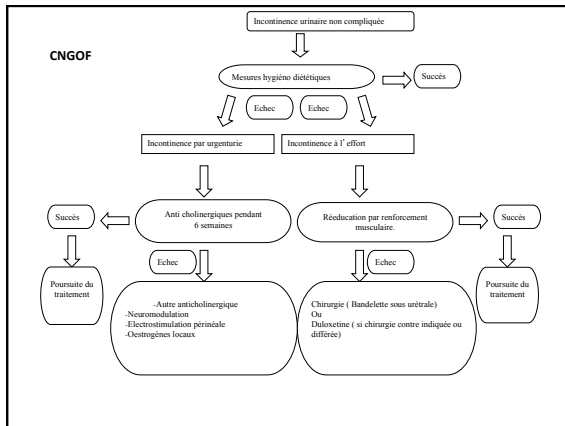 Incontinence urinaire non compliquée
CNGOF
Mesures hygiéno diététiques
Succès
Echec
Echec
Incontinence par urgenturie
Incontinence à l’ effort
Succès
Anti cholinergiques pendant
6 semaines
Réeducation par renforcement
musculaire.
Succès
Echec
Echec
Poursuite du
traitement
-Autre anticholinergique
-Neuromodulation
-Electrostimulation périnéale
-Oestrogènes locaux
Chirurgie ( Bandelette sous urétrale)
Ou
Duloxetine ( si chirurgie contre indiquée ou
différée)
Poursuite du
traitement